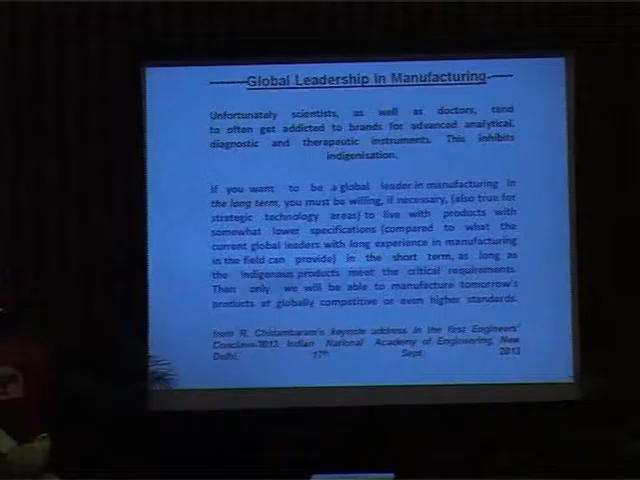 Global Leadership in Manufacturing
Unfortunately scientists, as well as doctors, tend
to often get addicted to brands for advanced analytical,
diagnostic and therapeutic instruments. This inhibits
indigenisation.
If you want to be a global leader in manufacturing in
the long term, you must be willing, if necessary, (also true for
strategic technology areas) to live with products with
somewhat lower specifications (compared to what the
current global leaders with long experience in manufacturing
in the field can provide) in the short term, as long as
the indigenous products meet the critical requirements.
Then only we will be able to manufacture tomorrow's
products at globally competitive or even higher standards.
from R. Chidambaram's keynote address in the first Engineers'
Conclave-2013, Indian National Academy of Engineering, New
Delhi, 17th Sept, 2013